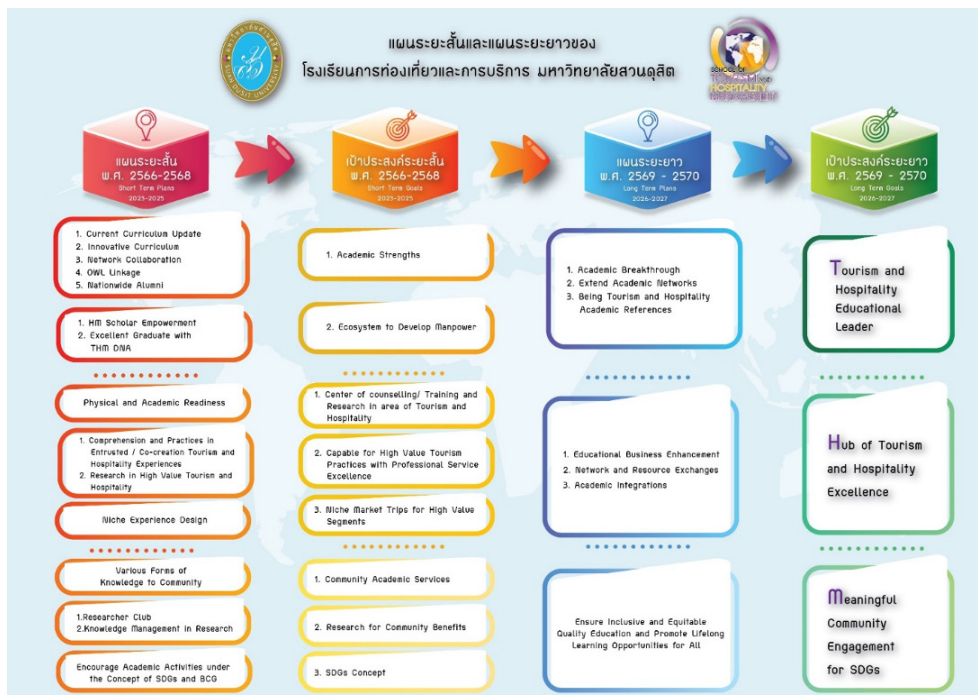 แผนระยะสั้นและแผนระยะยาวของ
โรงเรียนการท่องเที่ยวและการบริการ มหาวิทยาลัยสวนดุสิต
SCHOOL OF
TOURISM AND
HOSPITALITY
MANAGEMENT
แผนระยะสั้น
พ.ศ. 2566-2568
Short Term Plans
2023-2025
1. Current Curriculum Update
2. Innovative Curriculum
3. Network Collaboration
4. OWL Linkage
5. Nationwide Alumni
1. HM Scholar Empowerment
2. Excellent Graduate with
THM DNA
Physical and Academic Readiness
1. Comprehension and Practices in
Entrusted / Co-creation Tourism and
Hospitality Experiences
2. Research in High Value Tourism and
Hospitality
Niche Experience Design
Various Forms of
Knowledge to Community
1.Researcher Club
2.Knowledge Management in Research
Encourage Academic Activities under
the Concept of SDGs and BCG
เป้าประสงค์ระยะสั้น
พ.ศ. 2566-2568
Short Term Goals
2023-2025
1. Academic Strengths
2. Ecosystem to Develop Manpower
1. Center of counselling/ Training and
Research in area of Tourism and
Hospitality
2. Capable for High Value Tourism
Practices with Professional Service
Excellence
3. Niche Market Trips for High Value
Segments
1. Community Academic Services
2. Research for Community Benefits
3. SDGs Concept
แผนระยะยาว
พ.ศ. 2569 - 2570
Long Term Plans
2026-2027
1. Academic Breakthrough
2. Extend Academic Networks
3. Being Tourism and Hospitality
Academic References
1. Educational Business Enhancement
2. Network and Resource Exchanges
3. Academic Integrations
Ensure Inclusive and Equitable
Quality Education and Promote Lifelong
Learning Opportunities for All
เป้าประสงค์ระยะยาว
พ.ศ. 2569 - 2570
Long Term Goals
2026-2027
Tourism and
Hospitality
Educational
Leader
Hub of Tourism
and Hospitality
Excellence
Meaningful
Community
Engagement
for SDGs